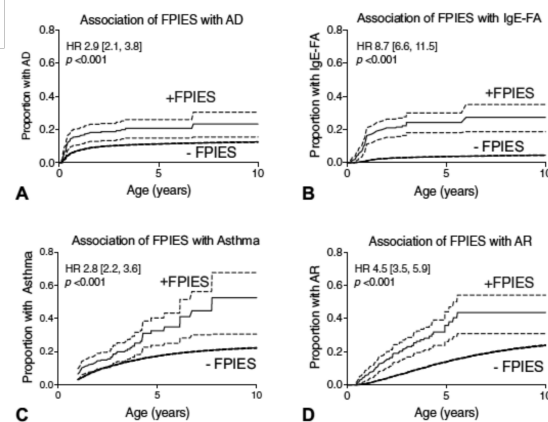 Association of FPIES with AD
HR 2.9 [2.1, 3.8]
p <0.001
+FPIES
- FPIES
Proportion with AD
0.8
0.6
0.4
0.2
0.0
0
5
10
Age (years)
A
Association of FPIES with IgE-FA
HR 8.7 [6.6, 11.5]
p <0.001
+FPIES
- FPIES
Proportion with IgE-FA
0.8
0.6
0.4
0.2
0.0
0
5
10
Age (years)
B
Association of FPIES with Asthma
HR 2.8 [2.2, 3.6]
p <0.001
+FPIES
- FPIES
Proportion with Asthma
0.8
0.6
0.4
0.2
0.0
0
5
10
Age (years)
C
Association of FPIES with AR
HR 4.5 [3.5, 5.9]
p <0.001
+FPIES
- FPIES
Proportion with AR
0.8
0.6
0.4
0.2
0.0
0
5
10
Age (years)
D